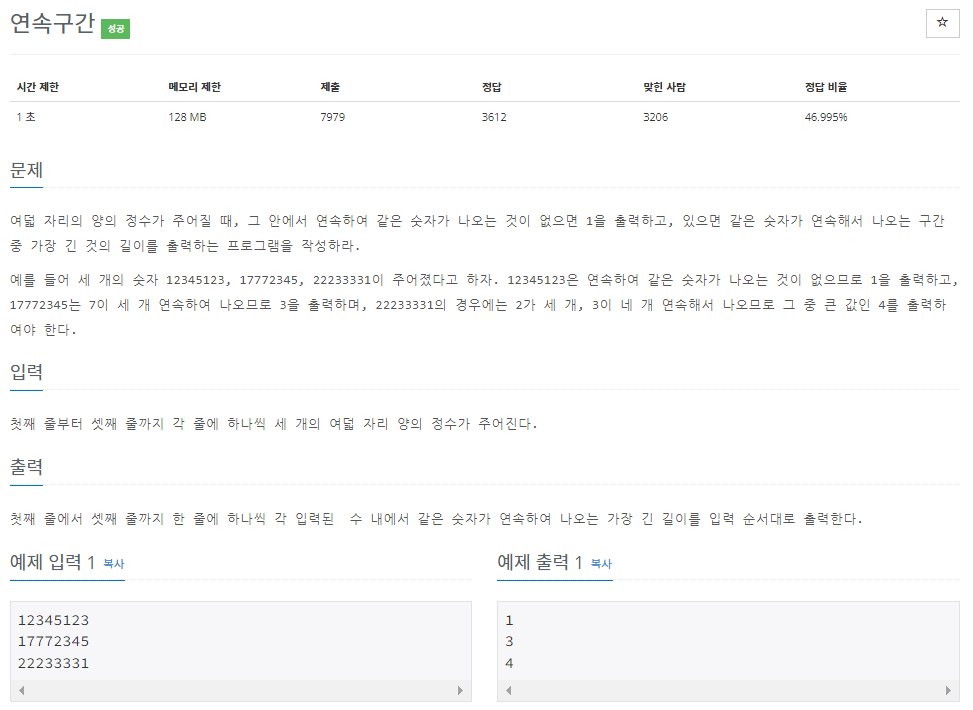 연속구간 성공
☆
시간 제한 메모리 제한 제출 정답 맞힌 사람 정답 비율
1 초 128 MB 7979 3612 3206 46.995%
문제
여덟 자리의 양의 정수가 주어질 때, 그 안에서 연속하여 같은 숫자가 나오는 것이 없으면 1을 출력하고, 있으면 같은 숫자가 연속해서 나오는 구간
중 가장 긴 것의 길이를 출력하는 프로그램을 작성하라.
예를 들어 세 개의 숫자 12345123, 17772345, 22233331이 주어졌다고 하자. 12345123은 연속하여 같은 숫자가 나오는 것이 없으므로 1을 출력하고,
17772345는 7이 세 개 연속하여 나오므로 3을 출력하며, 22233331의 경우에는 2가 세 개, 3이 네 개 연속해서 나오므로 그 중 큰 값인 4를 출력하
여야 한다.
입력
첫째 줄부터 셋째 줄까지 각 줄에 하나씩 세 개의 여덟 자리 양의 정수가 주어진다.
출력
첫째 줄에서 셋째 줄까지 한 줄에 하나씩 각 입력된  수 내에서 같은 숫자가 연속하여 나오는 가장 긴 길이를 입력 순서대로 출력한다.
예제 입력 1 복사
12345123
17772345
22233331
예제 출력 1 복사
1
3
4